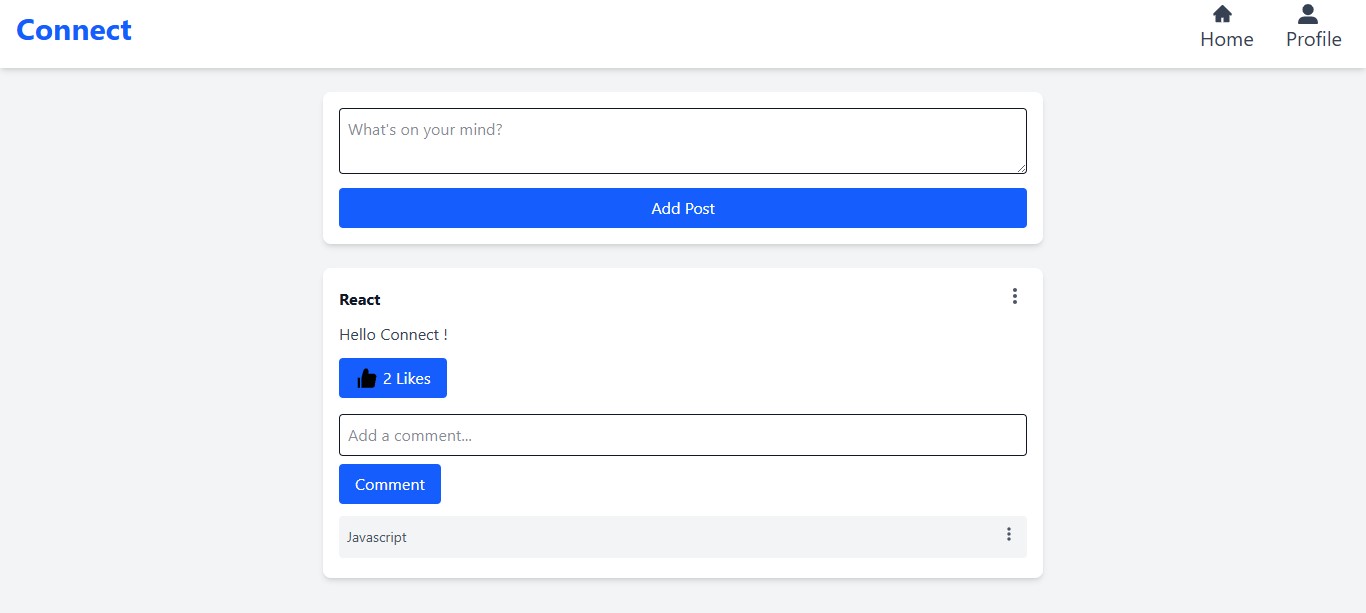 Connect
Home
Profile
What's on your mind?
Add Post
React
Hello Connect !
2 Likes
Add a comment...
Comment
Javascript